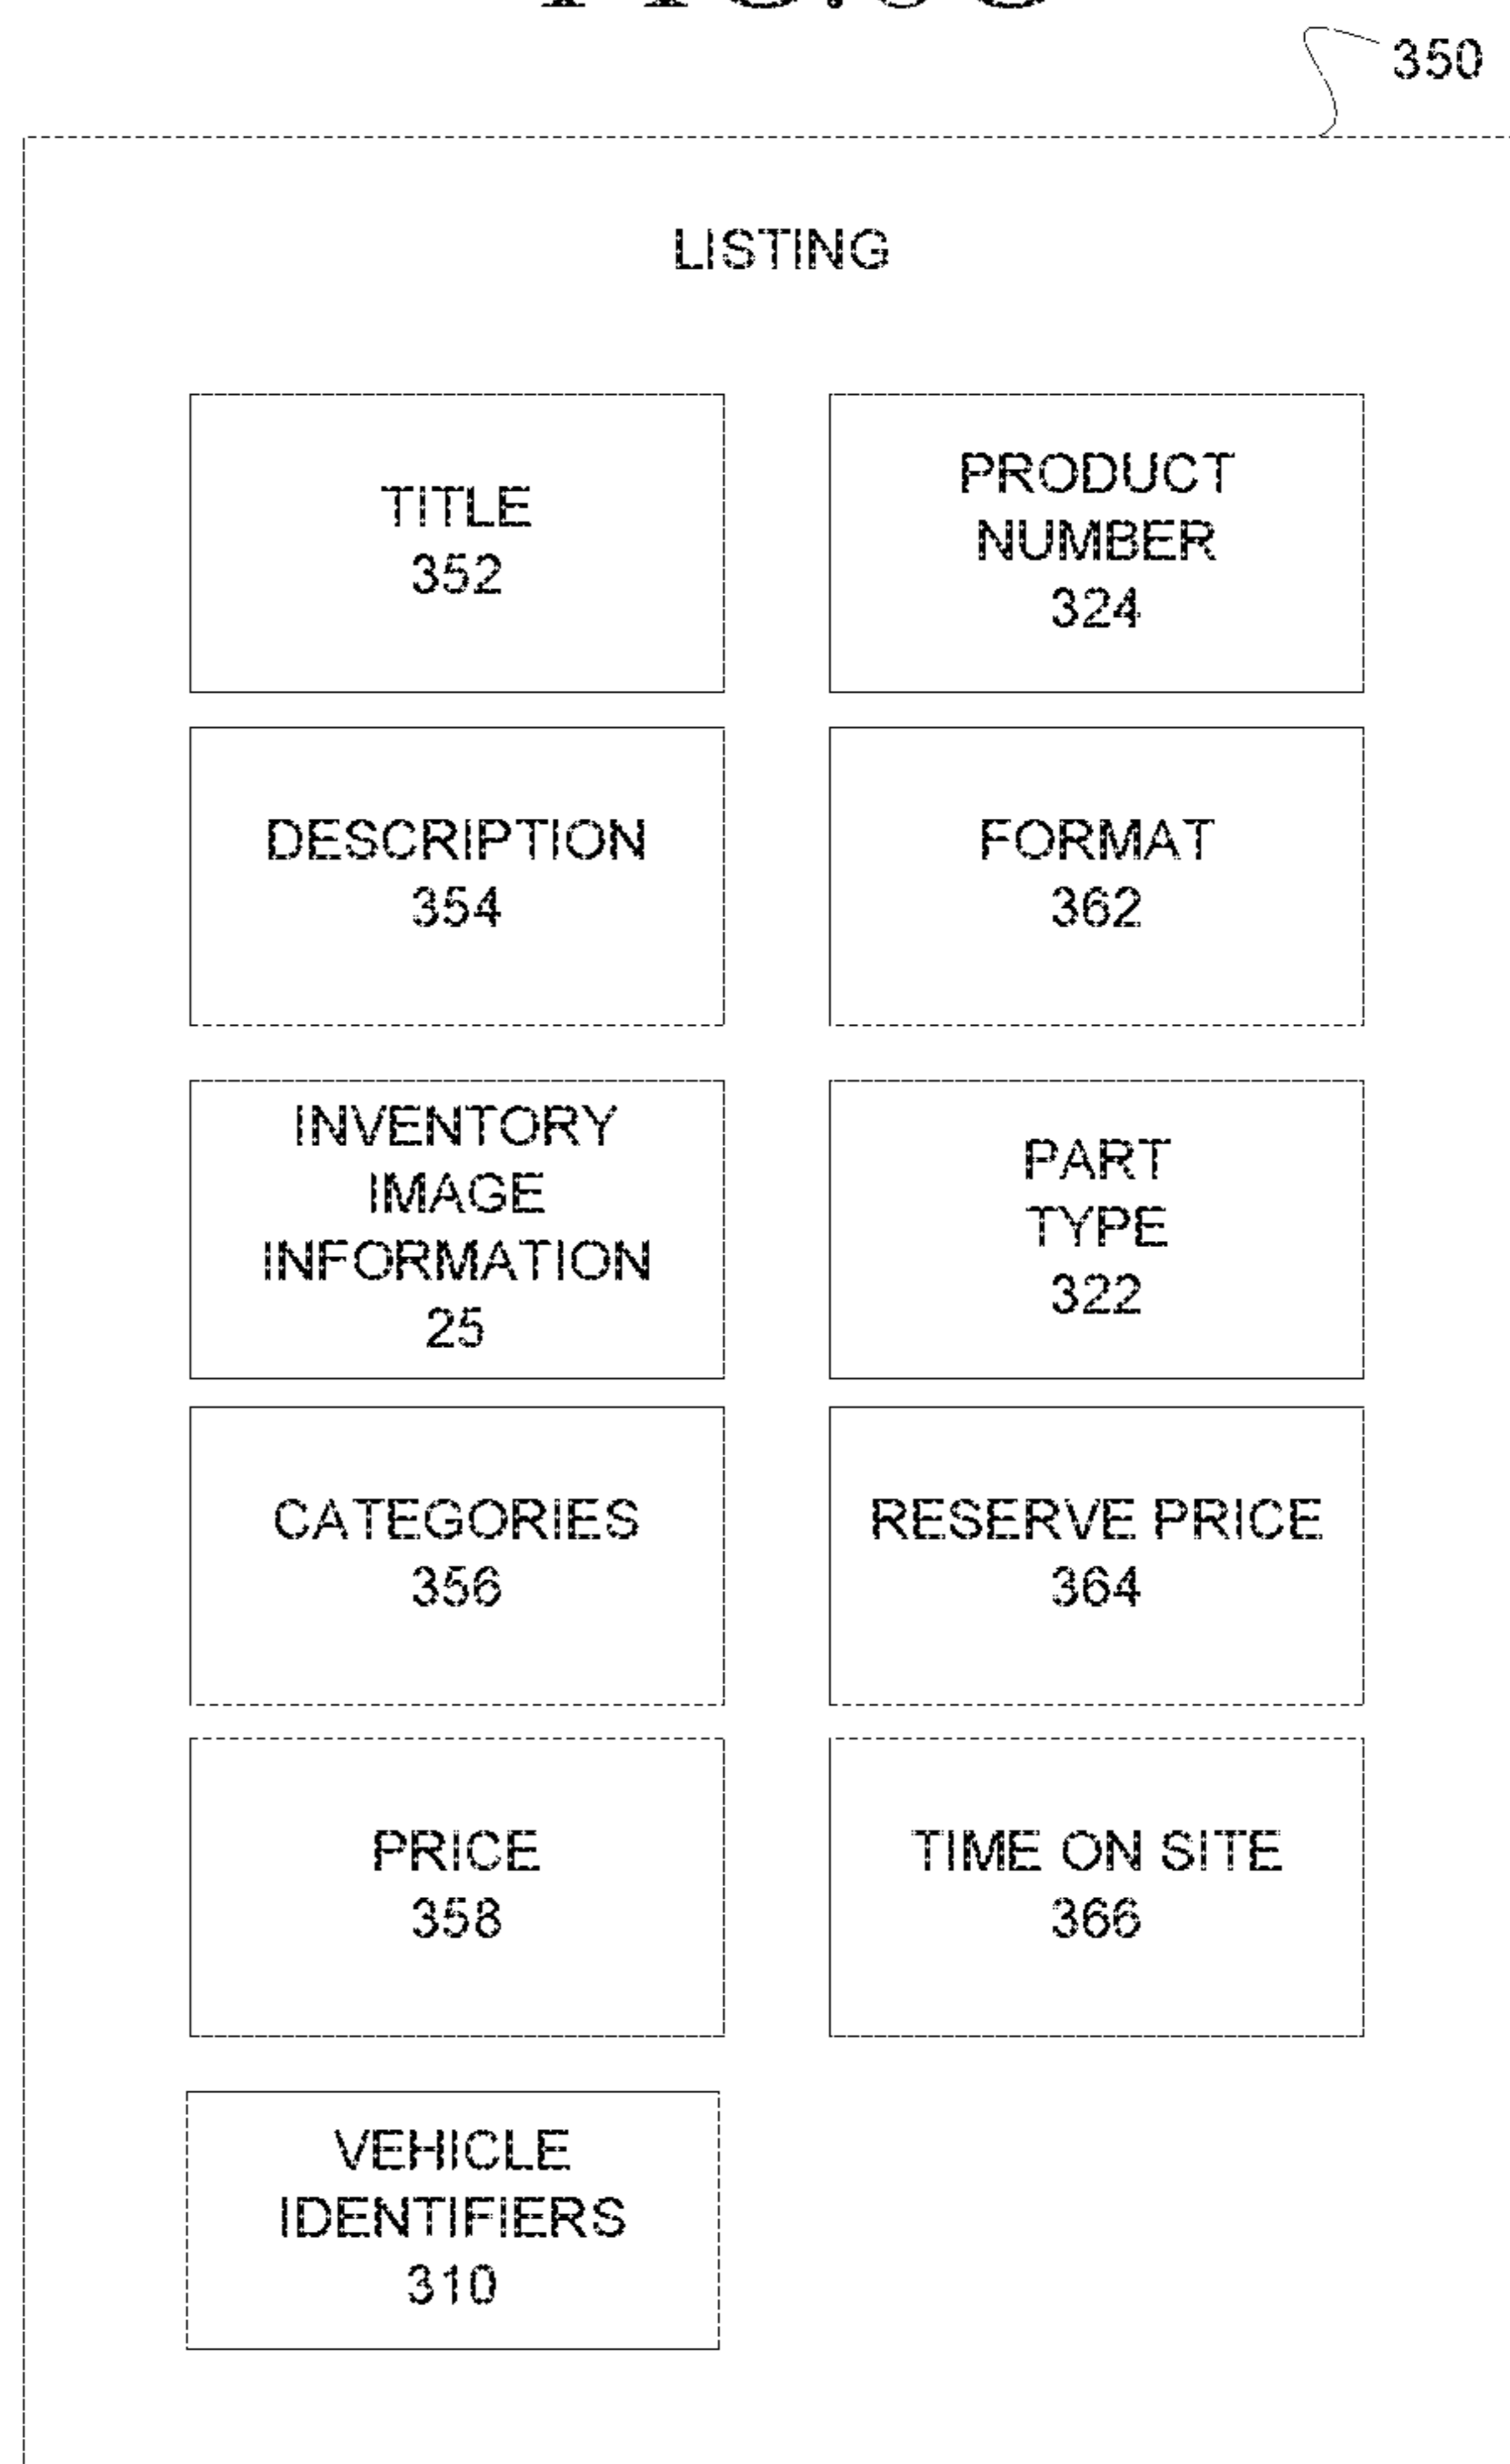 350
LISTING
TITLE
352
PRODUCT
NUMBER
324
DESCRIPTION
354
FORMAT
362
INVENTORY
IMAGE
INFORMATION
25
PART
TYPE
322
CATEGORIES
356
RESERVE PRICE
364
PRICE
358
TIME ON SITE
366
VEHICLE
IDENTIFIERS
310